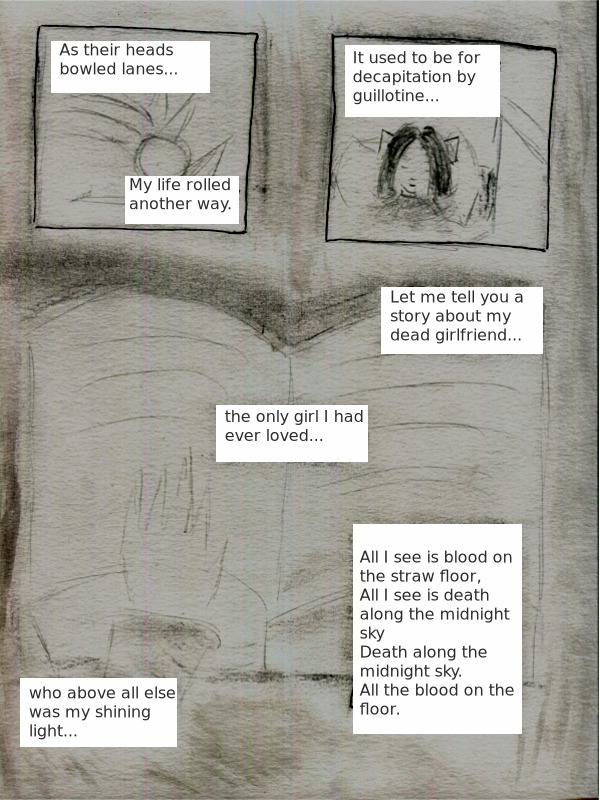 As their heads
bowled lanes...
My life rolled
another way.
It used to be for
decapitation by
guillotine...
Let me tell you a
story about my
dead girlfriend...
the only girl I had
ever loved...
All I see is blood on
the straw floor,
All I see is death
along the midnight
sky
Death along the
midnight sky.
All the blood on the
floor.
who above all else
was my shining
light...